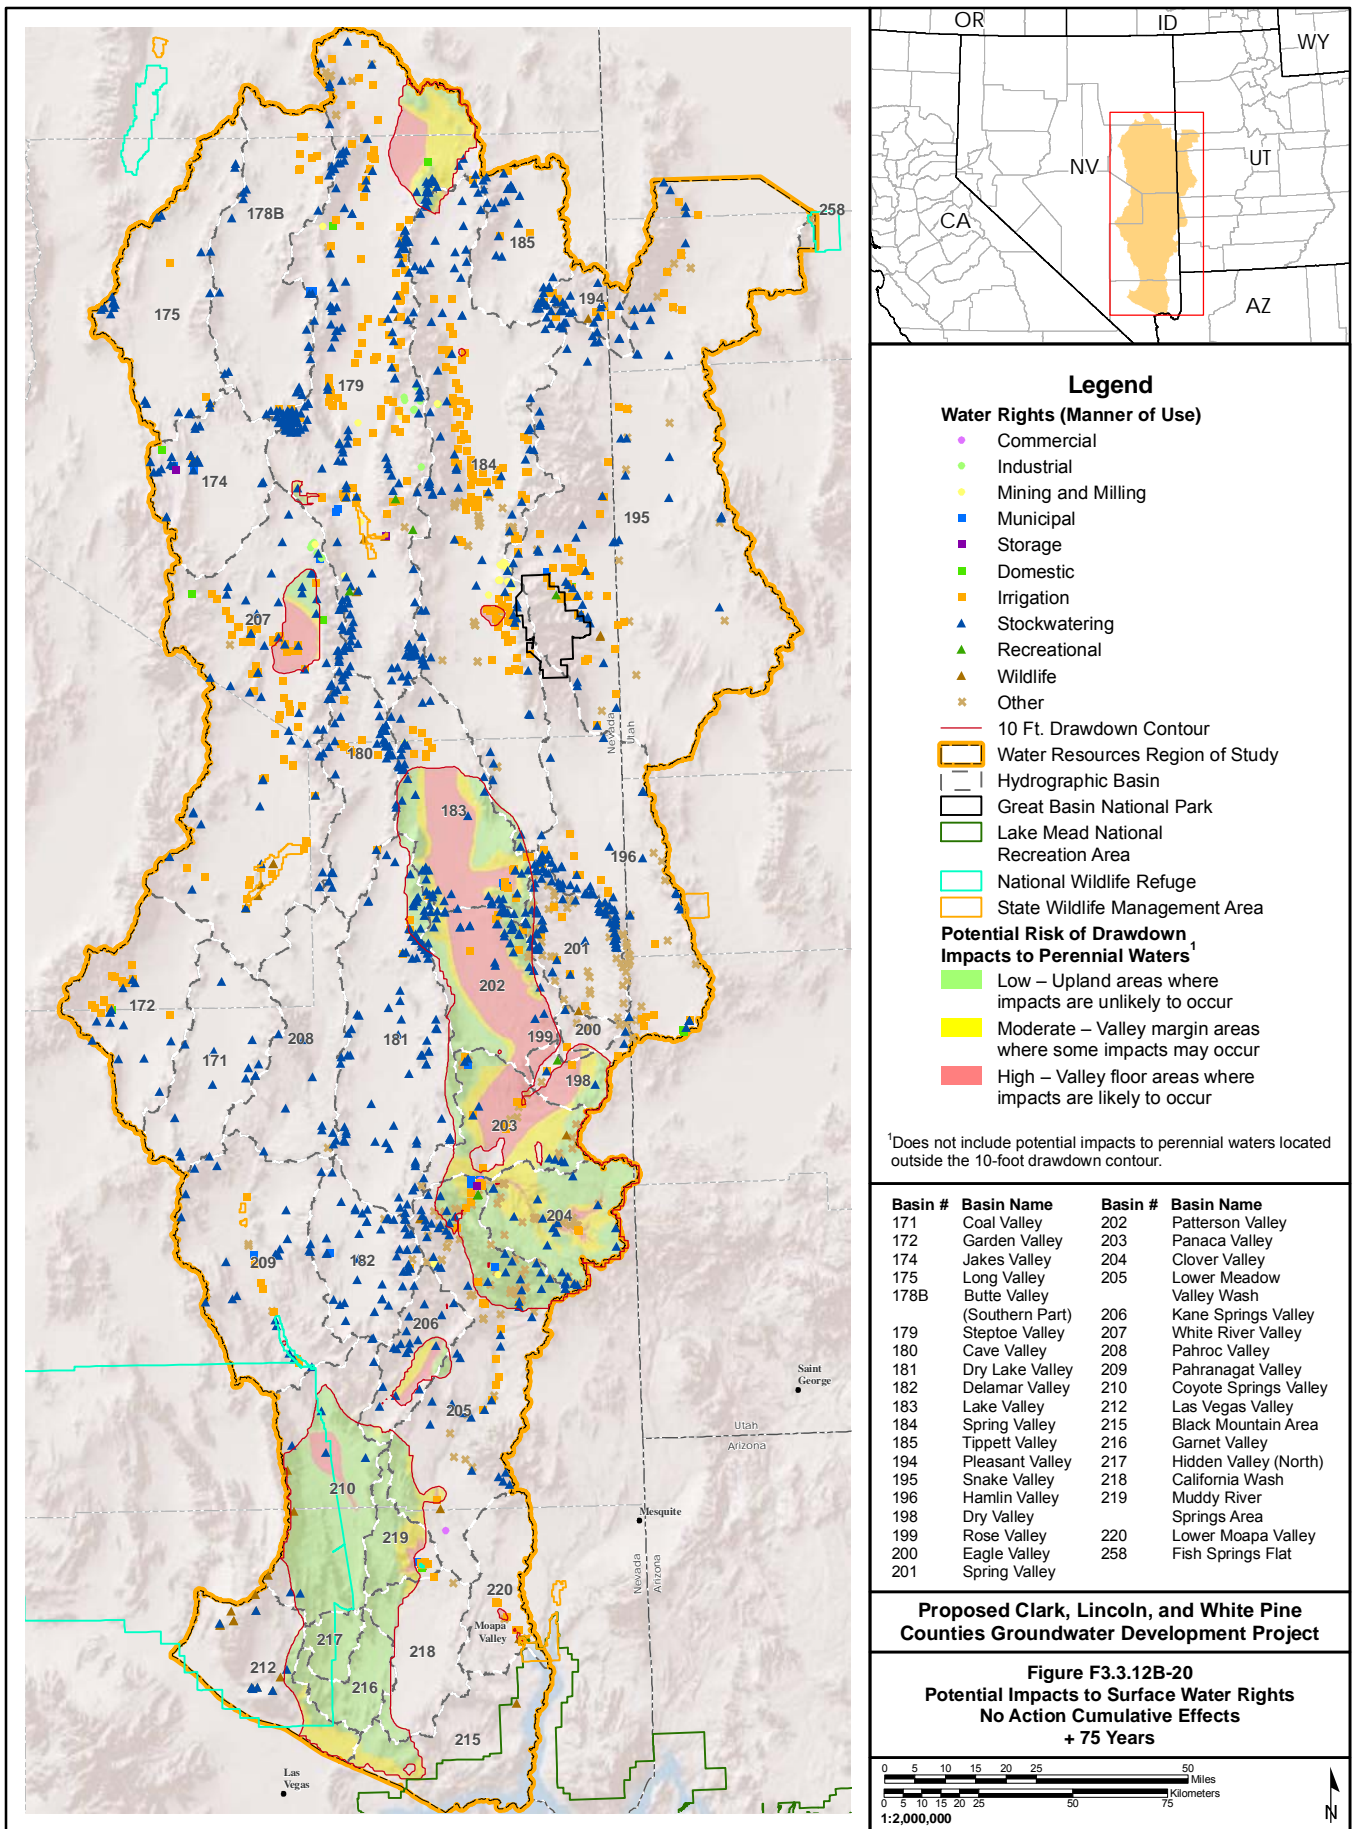 OR
ID
WY
NV
UT
CA
AZ
258
178B
185
175
194
179
184
174
195
207
180
Nevada
Utah
183
196
201
202
172
199
200
208
181
171
198
203
204
209
182
206
Saint
George
205
Utah
Arizona
210
Mesquite
219
Nevada
Arizona
220
Moapa
Valley
217
218
212
216
215
Las
Vegas
Legend
Water Rights (Manner of Use)
Commercial
Industrial
Mining and Milling
Municipal
Storage
Domestic
Irrigation
Stockwatering
Recreational
Wildlife
Other
10 Ft. Drawdown Contour
Water Resources Region of Study
Hydrographic Basin
Great Basin National Park
Lake Mead National
Recreation Area
National Wildlife Refuge
State Wildlife Management Area
Potential Risk of Drawdown
Impacts to Perennial Waters1
Low – Upland areas where
impacts are unlikely to occur
Moderate – Valley margin areas
where some impacts may occur
High – Valley floor areas where
impacts are likely to occur
1Does not include potential impacts to perennial waters located
outside the 10-foot drawdown contour.
Basin # Basin Name Basin # Basin Name
171 Coal Valley 202 Patterson Valley
172 Garden Valley 203 Panaca Valley
174 Jakes Valley 204 Clover Valley
175 Long Valley 205 Lower Meadow
178B Butte Valley Valley Wash
(Southern Part) 206 Kane Springs Valley
179 Steptoe Valley 207 White River Valley
180 Cave Valley 208 Pahroc Valley
181 Dry Lake Valley 209 Pahranagat Valley
182 Delamar Valley 210 Coyote Springs Valley
183 Lake Valley 212 Las Vegas Valley
184 Spring Valley 215 Black Mountain Area
185 Tippett Valley 216 Garnet Valley
194 Pleasant Valley 217 Hidden Valley (North)
195 Snake Valley 218 California Wash
196 Hamlin Valley 219 Muddy River
198 Dry Valley Springs Area
199 Rose Valley 220 Lower Moapa Valley
200 Eagle Valley 258 Fish Springs Flat
201 Spring Valley
Proposed Clark, Lincoln, and White Pine
Counties Groundwater Development Project
Figure F3.3.12B-20
Potential Impacts to Surface Water Rights
No Action Cumulative Effects
+ 75 Years
0 5 10 15 20 25 50
Miles
0 5 10 15 20 25 50 75
Kilometers
1:2,000,000
N